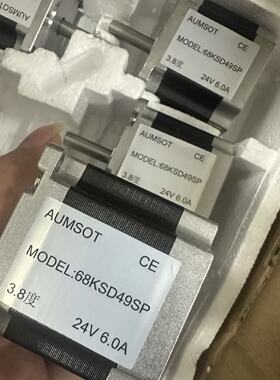 AUMSOT
AUMSOT CE
MODEL:68KSD49SP
3.8度 24V 6.0A
AUMSOT CE
MODEL:68KSD49SP
3.8度 24V 6.0A
AUMSOT CE
MODEL:68KSD49SP
3.8度 24V 6.0A